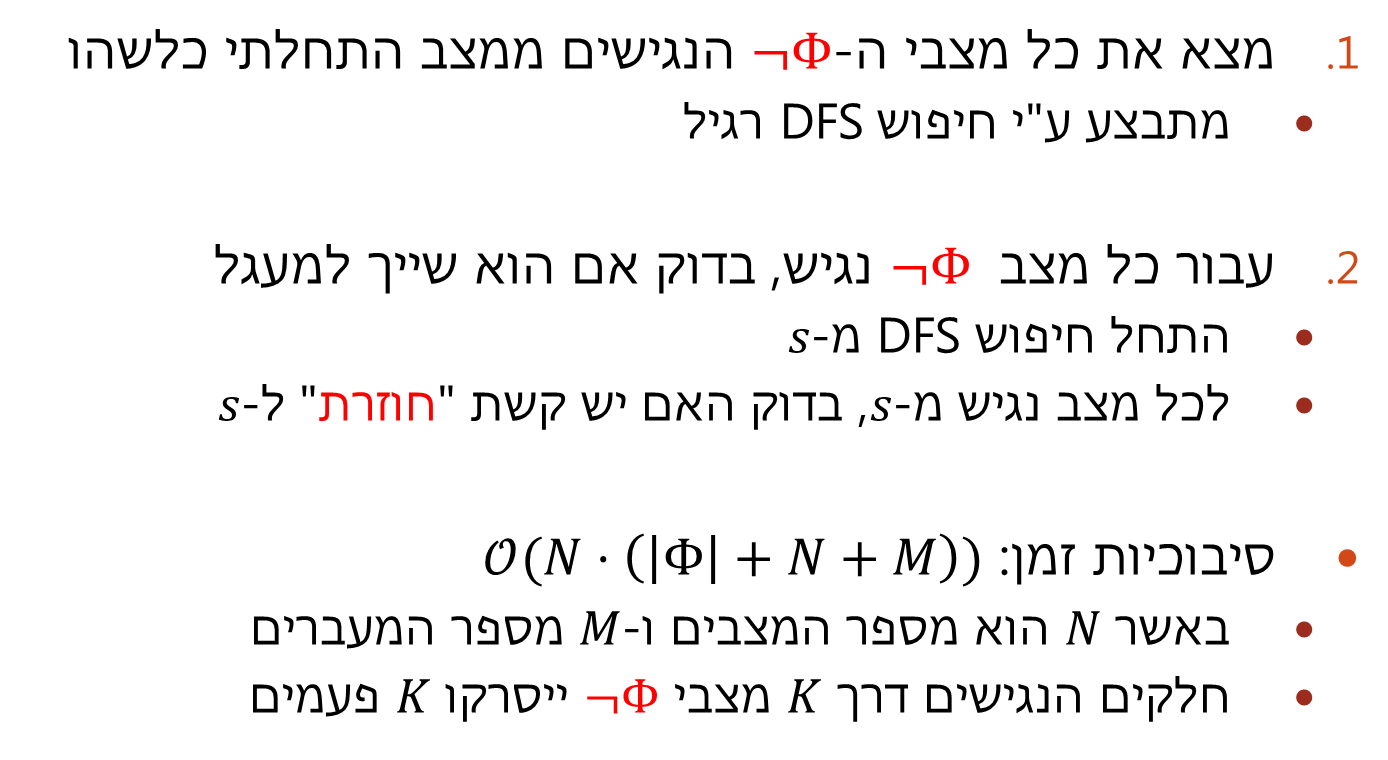 1. מצא את כל מצבי ה-¬Φ הנגישים ממצב התחלתי כלשהו
• מתבצע ע"י חיפוש DFS רגיל
2. עבור כל מצב ¬Φ נגיש, בדוק אם הוא שייך למעגל
• התחל חיפוש DFS מ-s
• לכל מצב נגיש מ-s, בדוק האם יש קשת "חוזרת" ל-s
• סיבוכיות זמן: 𝒪(N · (|Φ| + N + M))
• באשר N הוא מספר המצבים ו-M מספר המעברים
• חלקים הנגישים דרך K מצבי ¬Φ ייסרקו K פעמים